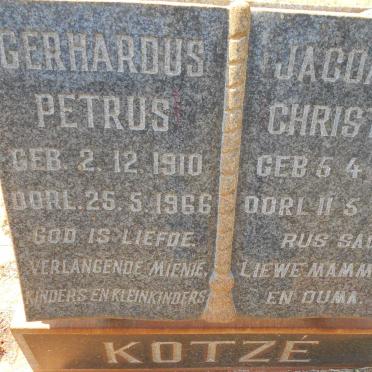 GERHARDUS
PETRUS
GEB. 2.12.1910
OORL. 25.5.1966
GOD IS LIEFDE.
VERLANGENDE MIENIE,
KINDERS EN KLEINKINDERS
JACO
CHRIST
GEB 5 4
OORL 11 5
RUS SA
LIEWE MAMM
EN OUMA.
KOTZÉ